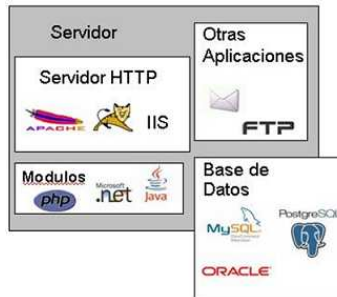 Servidor
Servidor HTTP
APACHE
IIS
Modulos
php
Microsoft
.net
Java
Otras
Aplicaciones
FTP
Base de
Datos
MySQL
PostgreSQL
ORACLE